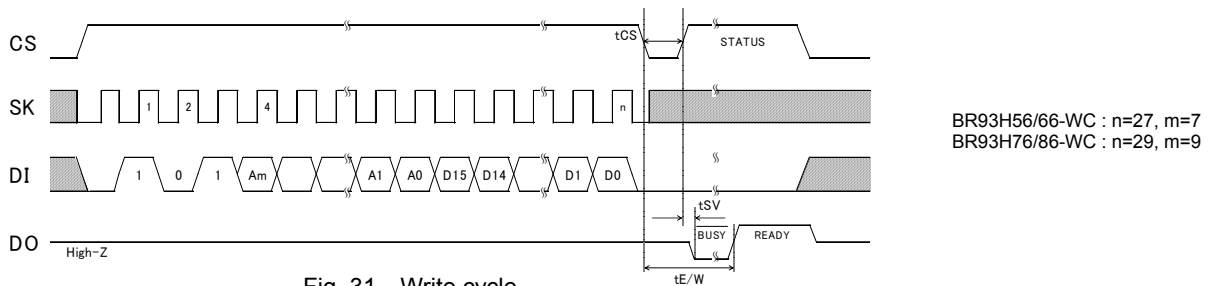 CS
tCS
STATUS
SK
1 2 4 n
BR93H56/66-WC : n=27, m=7
BR93H76/86-WC : n=29, m=9
DI
1 0 1 Am A1 A0 D15 D14 D1 D0
tSV
DO
High-Z
BUSY
READY
tE/W
Fig. 31 Write cycle